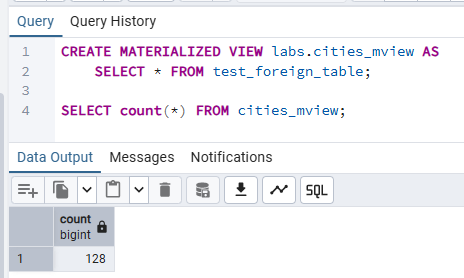 Query Query History
1 CREATE MATERIALIZED VIEW labs.cities_mview AS
2 SELECT * FROM test_foreign_table;
3
4 SELECT count(*) FROM cities_mview;
Data Output Messages Notifications
SQL
count
bigint
1 128